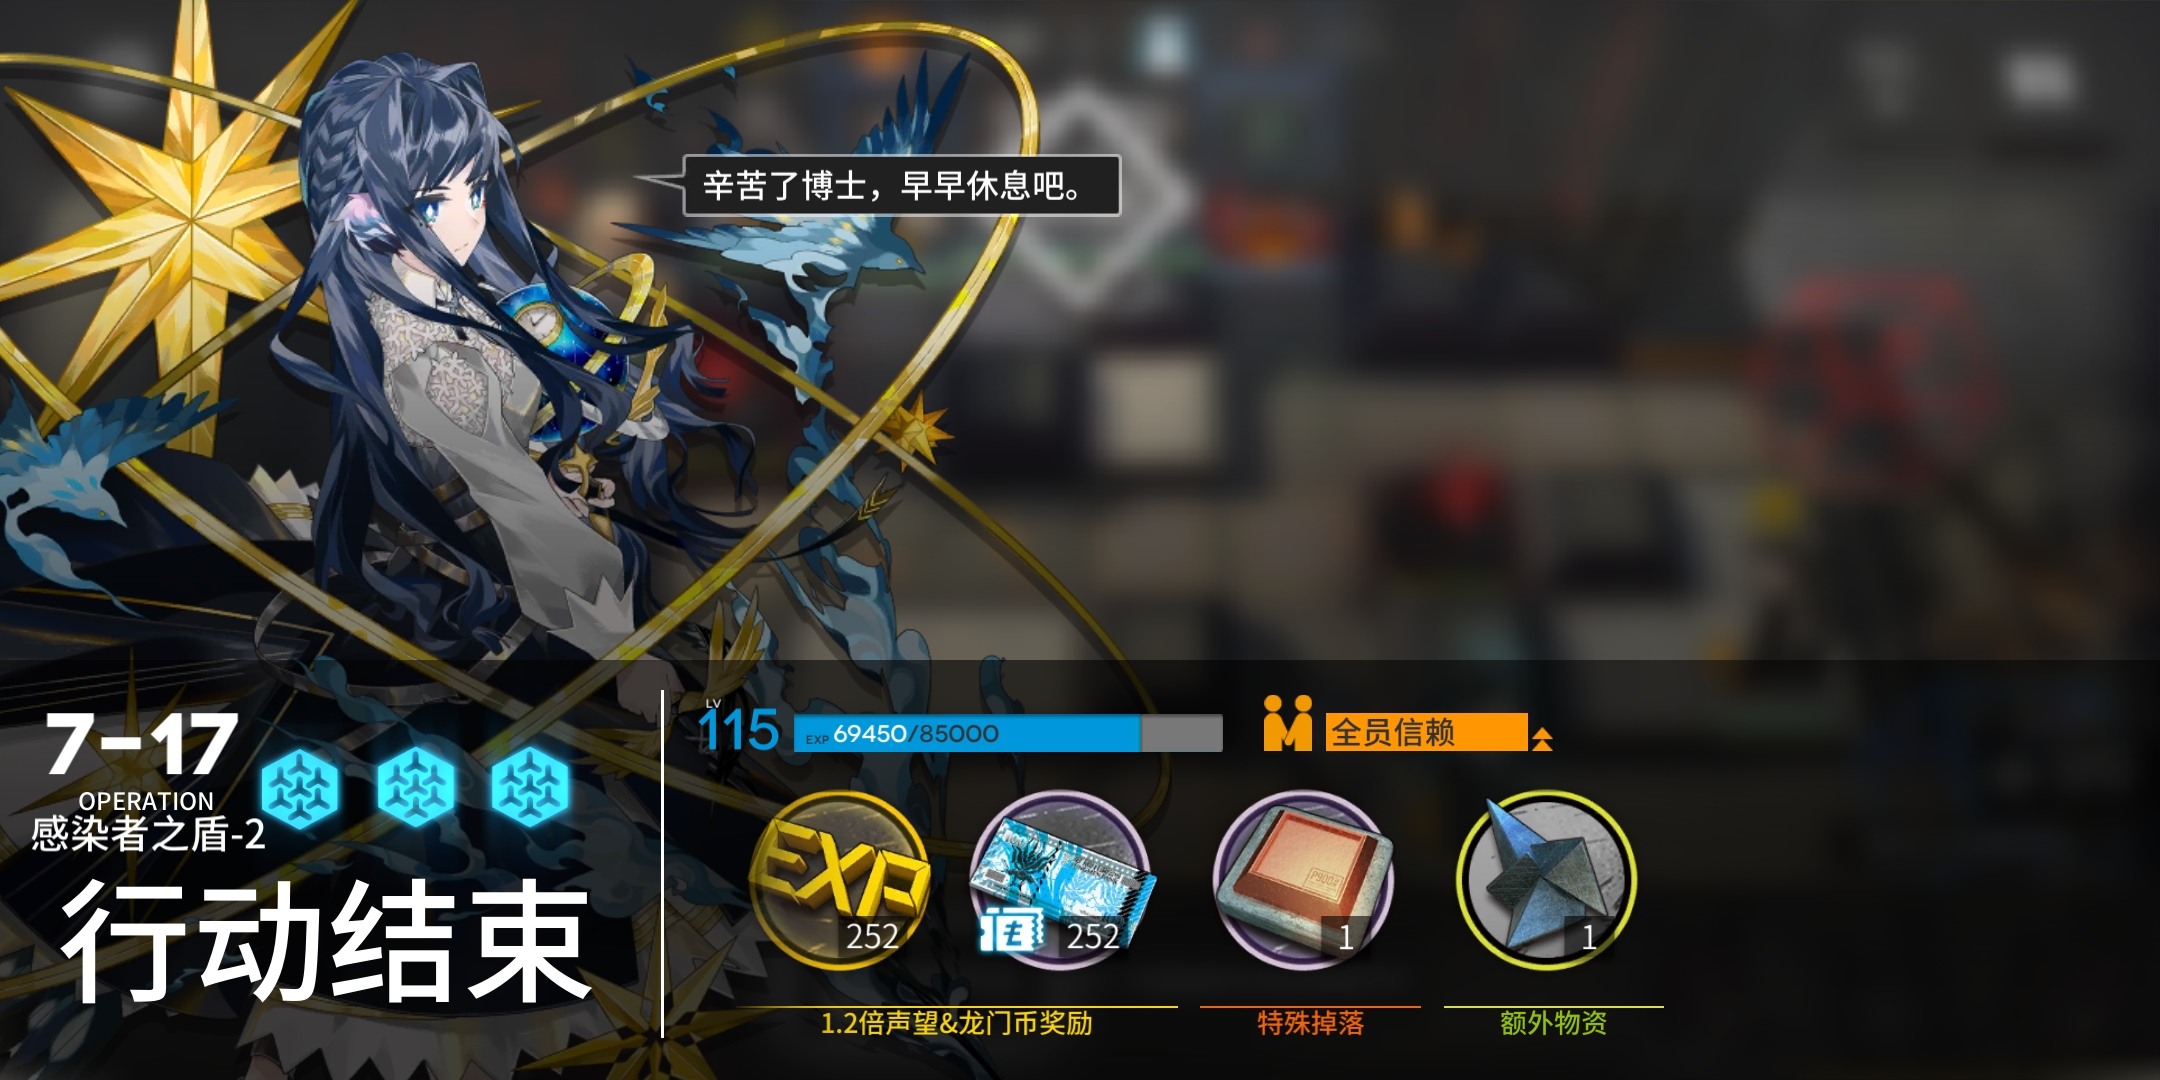 辛苦了博士，早早休息吧。
7-17
OPERATION
感染者之盾-2
行动结束
LV
115
EXP 69450/85000
全员信赖
EXP
252
252
1
1
1.2倍声望&龙门币奖励
特殊掉落
额外物资